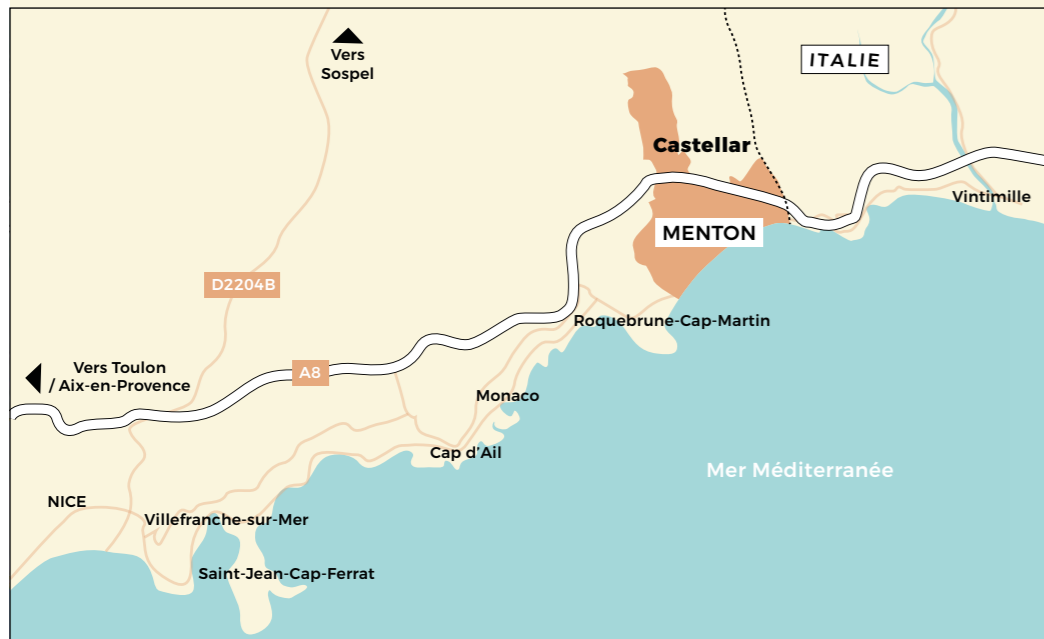 Vers
Sospel
ITALIE
Castellar
Vintimille
MENTON
D2204B
Roquebrune-Cap-Martin
Vers Toulon
/ Aix-en-Provence
A8
Monaco
Cap d’Ail
Mer Méditerranée
NICE
Villefranche-sur-Mer
Saint-Jean-Cap-Ferrat